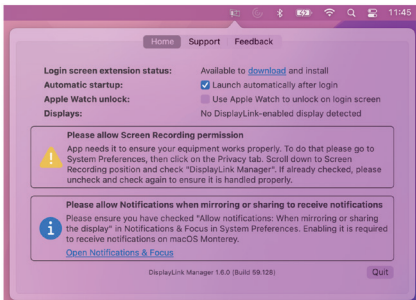 11:45
Home Support Feedback
Login screen extension status: Available to download and install
Automatic startup: Launch automatically after login
Apple Watch unlock: Use Apple Watch to unlock on login screen
Displays: No DisplayLink-enabled display detected
Please allow Screen Recording permission
App needs it to ensure your equipment works properly. To do that please go to
System Preferences, then click on the Privacy tab. Scroll down to Screen
Recording position and check "DisplayLink Manager". If already checked, please
uncheck and check again to ensure it is handled properly.
Please allow Notifications when mirroring or sharing to receive notifications
Please ensure you have checked "Allow notifications: When mirroring or sharing
the display" in Notifications & Focus in System Preferences. Enabling it is required
to receive notifications on macOS Monterey.
Open Notifications & Focus
DisplayLink Manager 1.6.0 (Build 59.126)
Quit